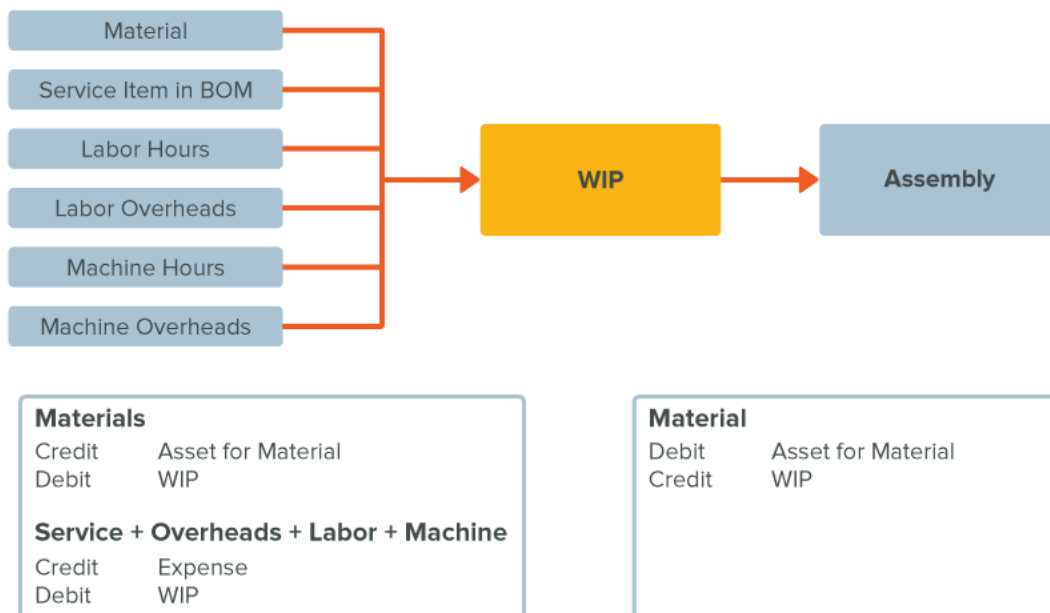 Material
Service Item in BOM
Labor Hours
Labor Overheads
Machine Hours
Machine Overheads
WIP
Assembly
Materials
Credit Asset for Material
Debit WIP
Service + Overheads + Labor + Machine
Credit Expense
Debit WIP
Material
Debit Asset for Material
Credit WIP